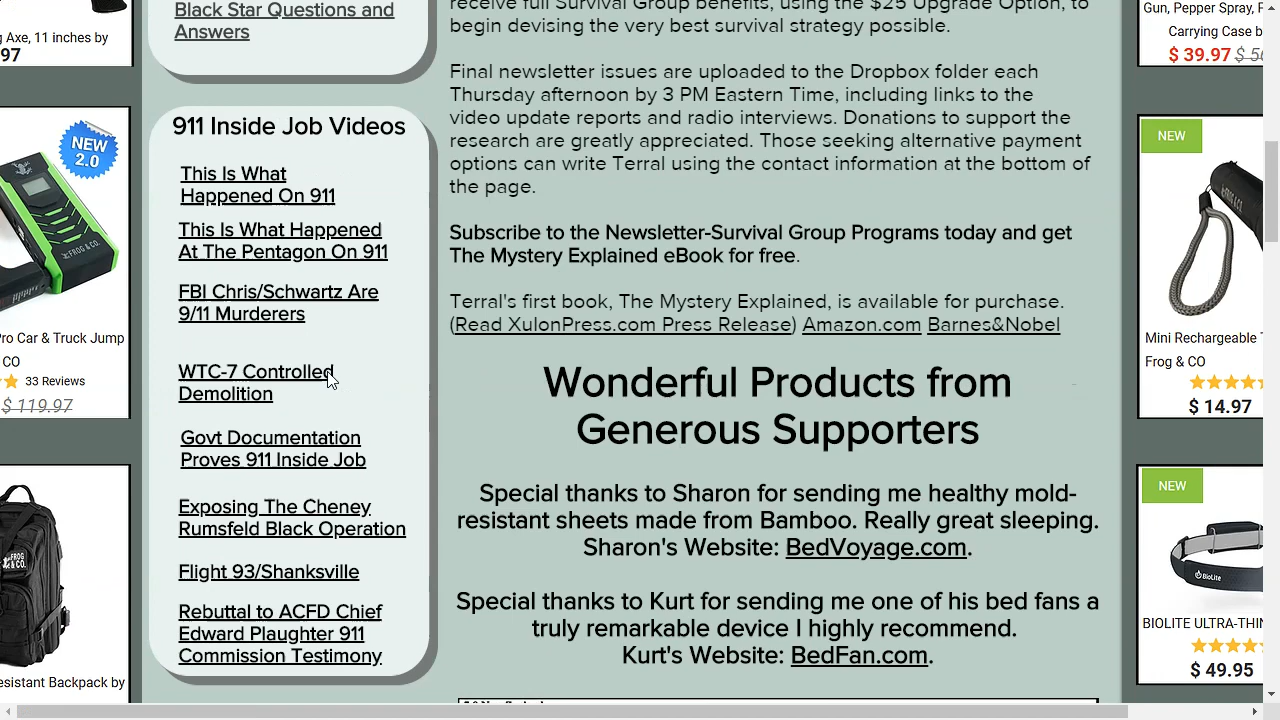 Black Star Questions and
Answers
911 Inside Job Videos
This Is What
Happened On 911
This Is What Happened
At The Pentagon On 911
FBI Chris/Schwartz Are
9/11 Murderers
WTC-7 Controlled
Demolition
Govt Documentation
Proves 911 Inside Job
Exposing The Cheney
Rumsfeld Black Operation
Flight 93/Shanksville
Rebuttal to ACFD Chief
Edward Plaughter 911
Commission Testimony
receive full Survival Group benefits, using the $25 Upgrade Option, to
begin devising the very best survival strategy possible.
Final newsletter issues are uploaded to the Dropbox folder each
Thursday afternoon by 3 PM Eastern Time, including links to the
video update reports and radio interviews. Donations to support the
research are greatly appreciated. Those seeking alternative payment
options can write Terral using the contact information at the bottom of
the page.
Subscribe to the Newsletter-Survival Group Programs today and get
The Mystery Explained eBook for free.
Terral's first book, The Mystery Explained, is available for purchase.
(Read XulonPress.com Press Release) Amazon.com Barnes&Nobel
Wonderful Products from
Generous Supporters
Special thanks to Sharon for sending me healthy mold-
resistant sheets made from Bamboo. Really great sleeping.
Sharon's Website: BedVoyage.com.
Special thanks to Kurt for sending me one of his bed fans a
truly remarkable device I highly recommend.
Kurt's Website: BedFan.com.
g Axe, 11 inches by
97
NEW
2.0
FROG & CO.
ro Car & Truck Jump
CO
33 Reviews
$ 119.97
FROG
& CO.
esistant Backpack by
Gun, Pepper Spray, F
Carrying Case b
$ 39.97
NEW
FROG & CO.
Mini Rechargeable
Frog & CO
$ 14.97
NEW
BioLite
BIOLITE ULTRA-THI
$ 49.95